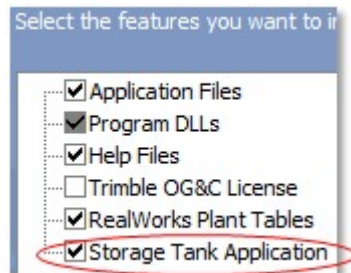 Select the features you want to
Application Files
Program DLLs
Help Files
Trimble OG&C License
RealWorks Plant Tables
Storage Tank Application